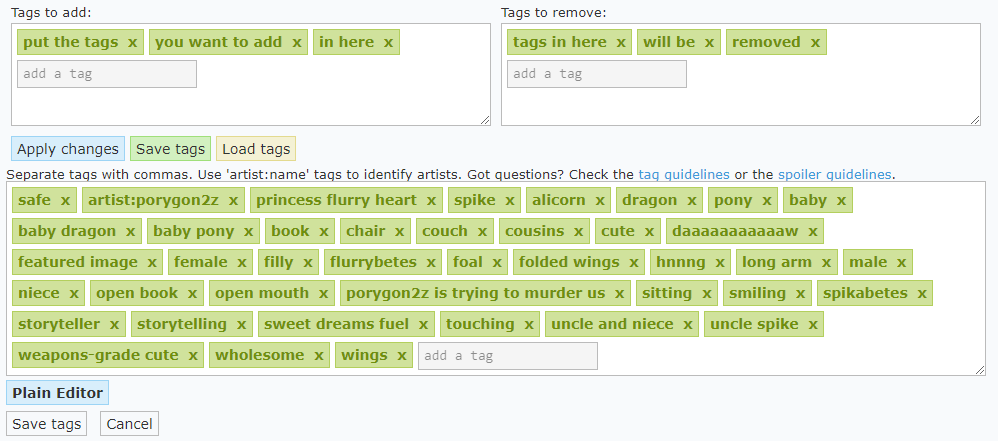 Tags to add:
Tags to remove:
put the tags x you want to add x in here x
add a tag
tags in here x will be x removed x
add a tag
Apply changes Save tags Load tags
Separate tags with commas. Use 'artist:name' tags to identify artists. Got questions? Check the tag guidelines or the spoiler guidelines.
safe x artist:porygon2z x princess flurry heart x spike x alicorn x dragon x pony x baby x
baby dragon x baby pony x book x chair x couch x cousins x cute x daaaaaaaaaaaw x
featured image x female x filly x flurrybetes x foal x folded wings x hnnng x long arm x male x
niece x open book x open mouth x porygon2z is trying to murder us x sitting x smiling x spikabetes x
storyteller x storytelling x sweet dreams fuel x touching x uncle and niece x uncle spike x
weapons-grade cute x wholesome x wings x add a tag
Plain Editor
Save tags Cancel